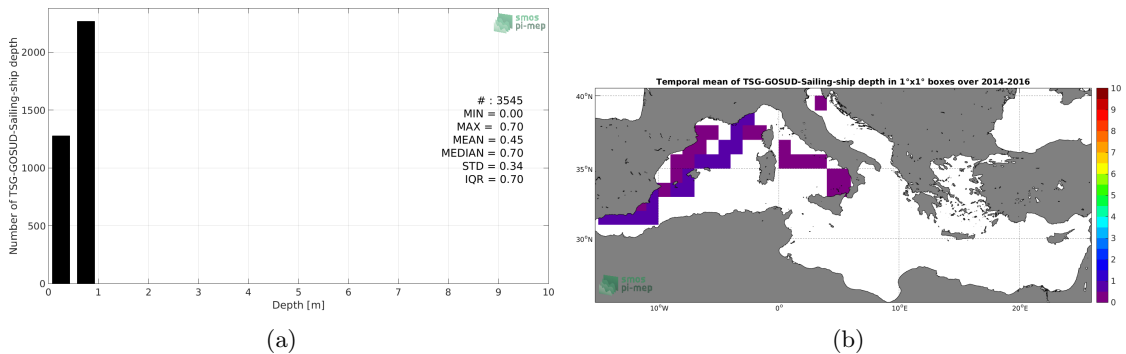 2000
1500
1000
500
0
Number of TSG-GOSUD-Sailing-ship depth
smos
pi-mep
# : 3545
MIN = 0.00
MAX = 0.70
MEAN = 0.45
MEDIAN = 0.70
STD = 0.34
IQR = 0.70
0 1 2 3 4 5 6 7 8 9 10
Depth [m]
(a)
Temporal mean of TSG-GOSUD-Sailing-ship depth in 1°x1° boxes over 2014-2016
40°N
35°N
30°N
10°W 0° 10°E 20°E
smos
pi-mep
10
9
8
7
6
5
4
3
2
1
0
(b)